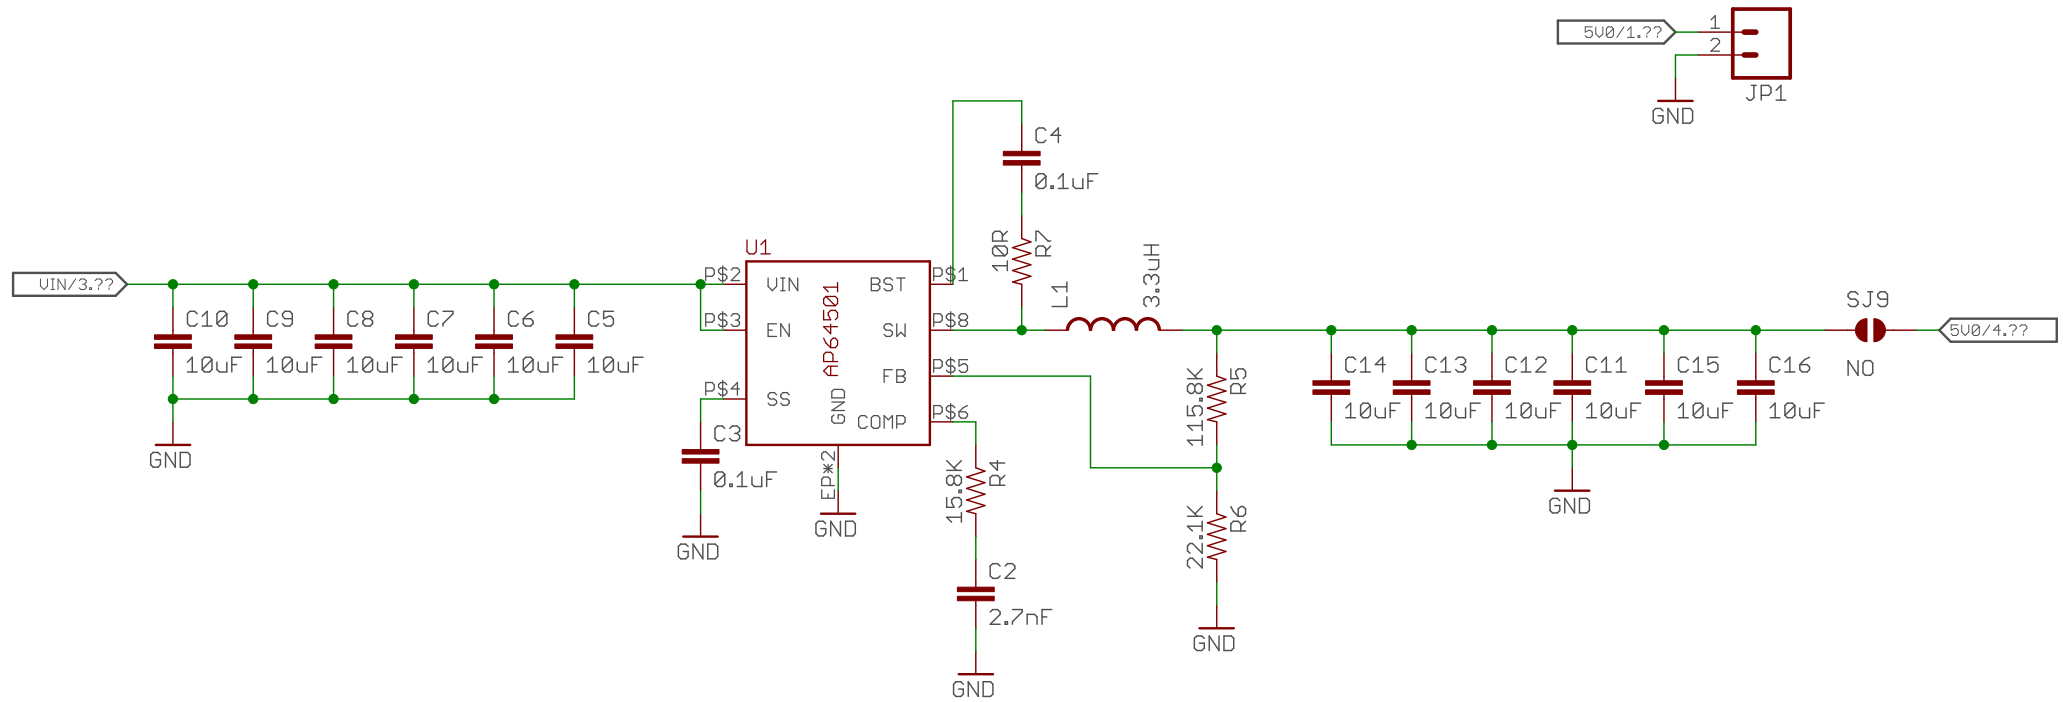 5V0/1.??
1
2
JP1
GND
C4
0.1uF
10R
R7
U1
VIN/3.??
P$2
VIN
BST
P$1
P$3
EN
SW
P$8
AP64501
FB
P$5
P$4
SS
GND
COMP
P$6
EP*2
GND
L1
3.3uH
SJ9
NO
5V0/4.??
C10
10uF
C9
10uF
C8
10uF
C7
10uF
C6
10uF
C5
10uF
GND
C3
0.1uF
GND
115.8K
R5
C14
10uF
C13
10uF
C12
10uF
C11
10uF
C15
10uF
C16
10uF
GND
15.8K
R4
22.1K
R6
GND
C2
2.7nF
GND